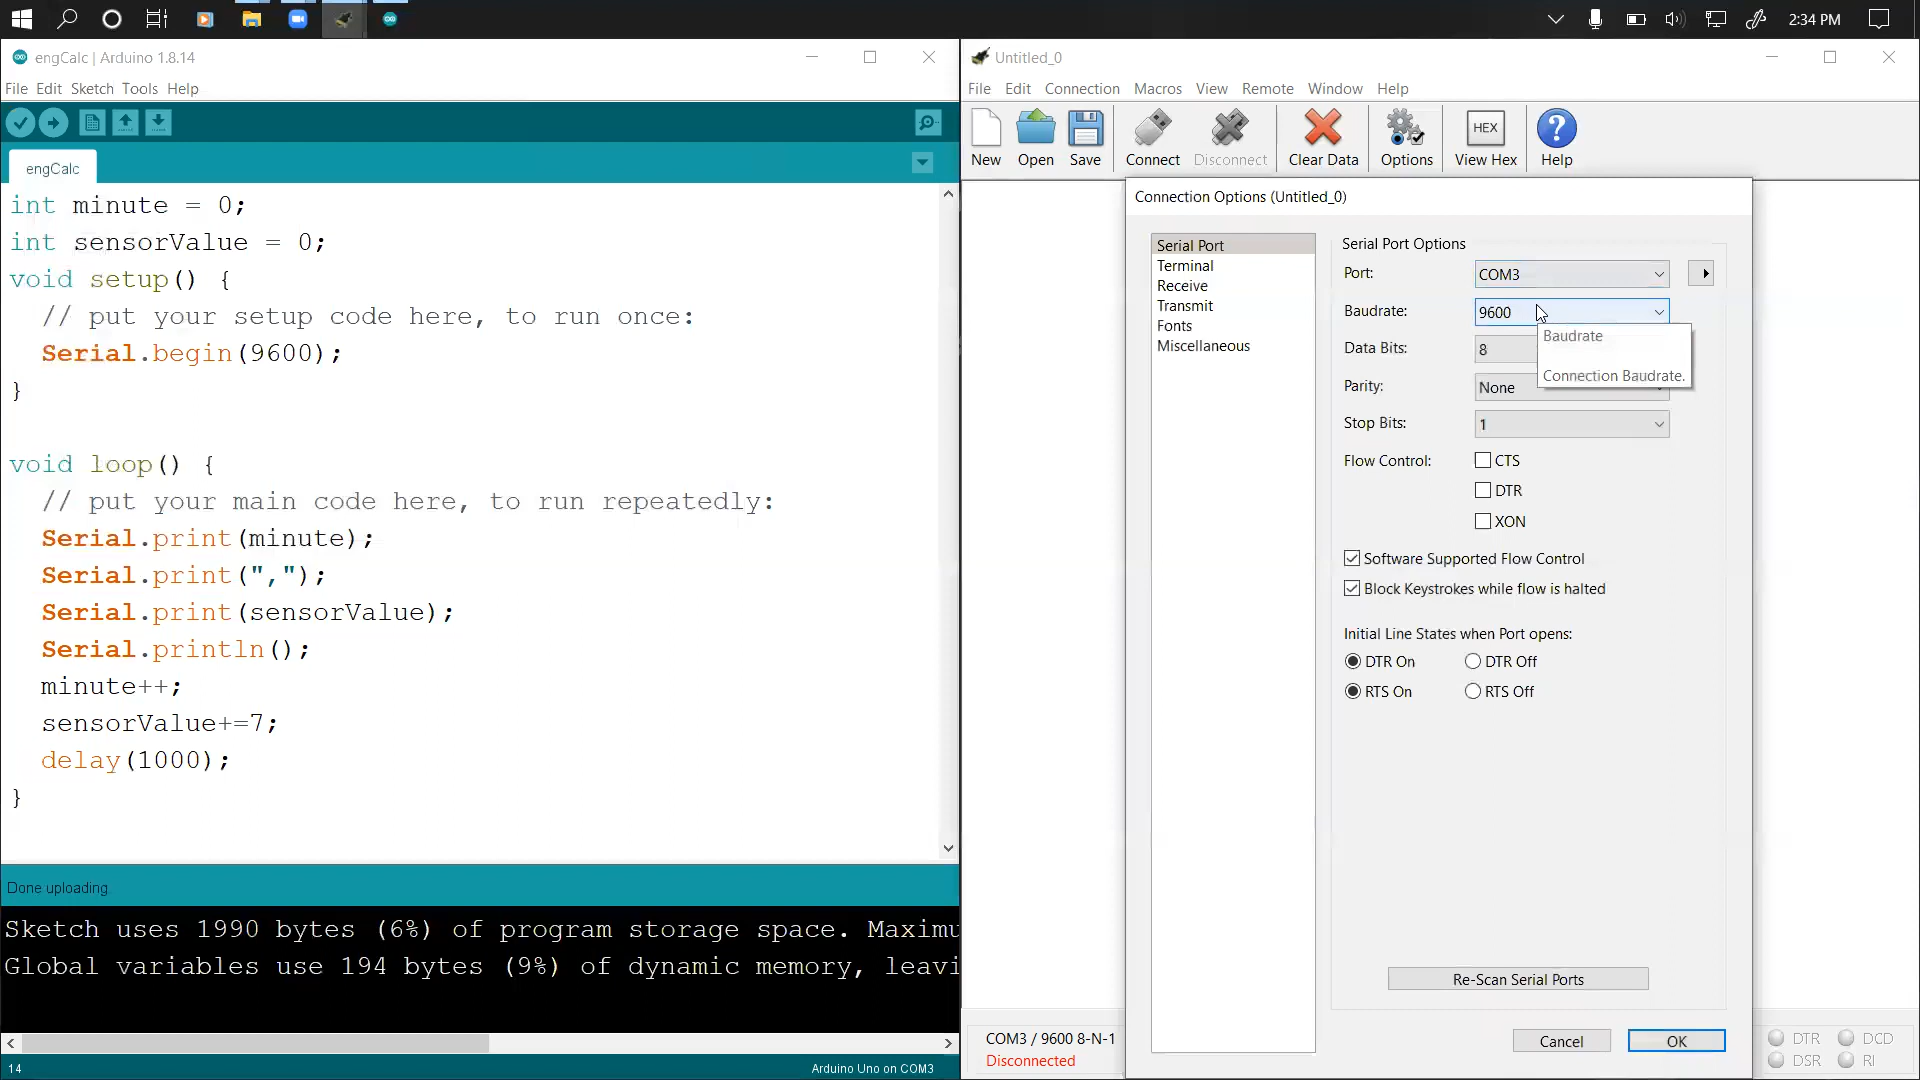 2:34 PM
engCalc | Arduino 1.8.14
File Edit Sketch Tools Help
engCalc
int minute = 0;
int sensorValue = 0;
void setup() {
// put your setup code here, to run once:
Serial.begin(9600);
}
void loop() {
// put your main code here, to run repeatedly:
Serial.print(minute);
Serial.print(",");
Serial.print(sensorValue);
Serial.println();
minute++;
sensorValue+=7;
delay(1000);
}
Done uploading.
Sketch uses 1990 bytes (6%) of program storage space. Maximu
Global variables use 194 bytes (9%) of dynamic memory, leavi
14
Arduino Uno on COM3
Untitled_0
File Edit Connection Macros View Remote Window Help
HEX
New Open Save Connect Disconnect Clear Data Options View Hex Help
Connection Options (Untitled_0)
Serial Port
Terminal
Receive
Transmit
Fonts
Miscellaneous
Serial Port Options
Port: COM3
Baudrate: 9600
Baudrate
Connection Baudrate.
Data Bits: 8
Parity: None
Stop Bits: 1
Flow Control: CTS
DTR
XON
Software Supported Flow Control
Block Keystrokes while flow is halted
Initial Line States when Port opens:
DTR On DTR Off
RTS On RTS Off
Re-Scan Serial Ports
Cancel OK
COM3 / 9600 8-N-1
Disconnected
DTR DCD
DSR RI